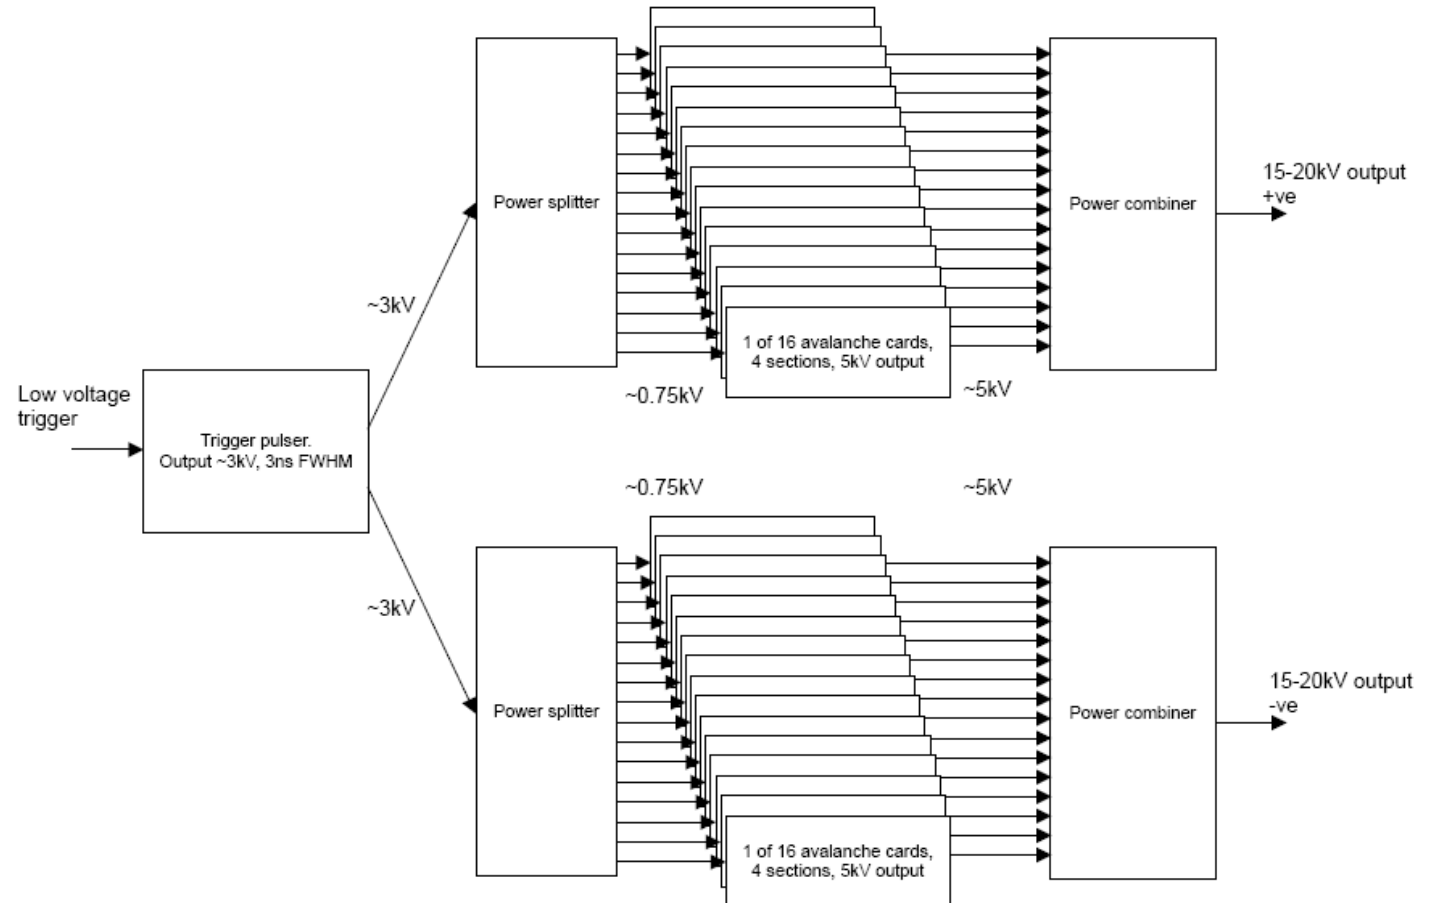 Power splitter
Power combiner
15-20kV output
+ve
~3kV
1 of 16 avalanche cards,
4 sections, 5kV output
~0.75kV
~5kV
Low voltage
trigger
Trigger pulser.
Output ~3kV, 3ns FWHM
~0.75kV
~5kV
~3kV
Power splitter
Power combiner
15-20kV output
-ve
1 of 16 avalanche cards,
4 sections, 5kV output